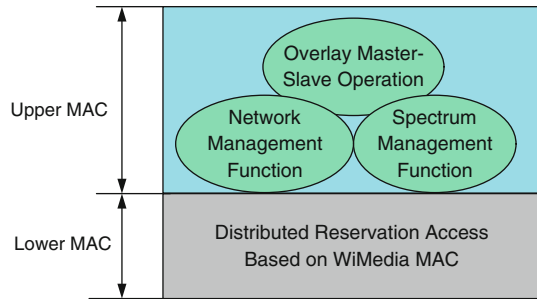 Overlay Master-
Slave Operation
Upper MAC
Network
Management
Function
Spectrum
Management
Function
Lower MAC
Distributed Reservation Access
Based on WiMedia MAC